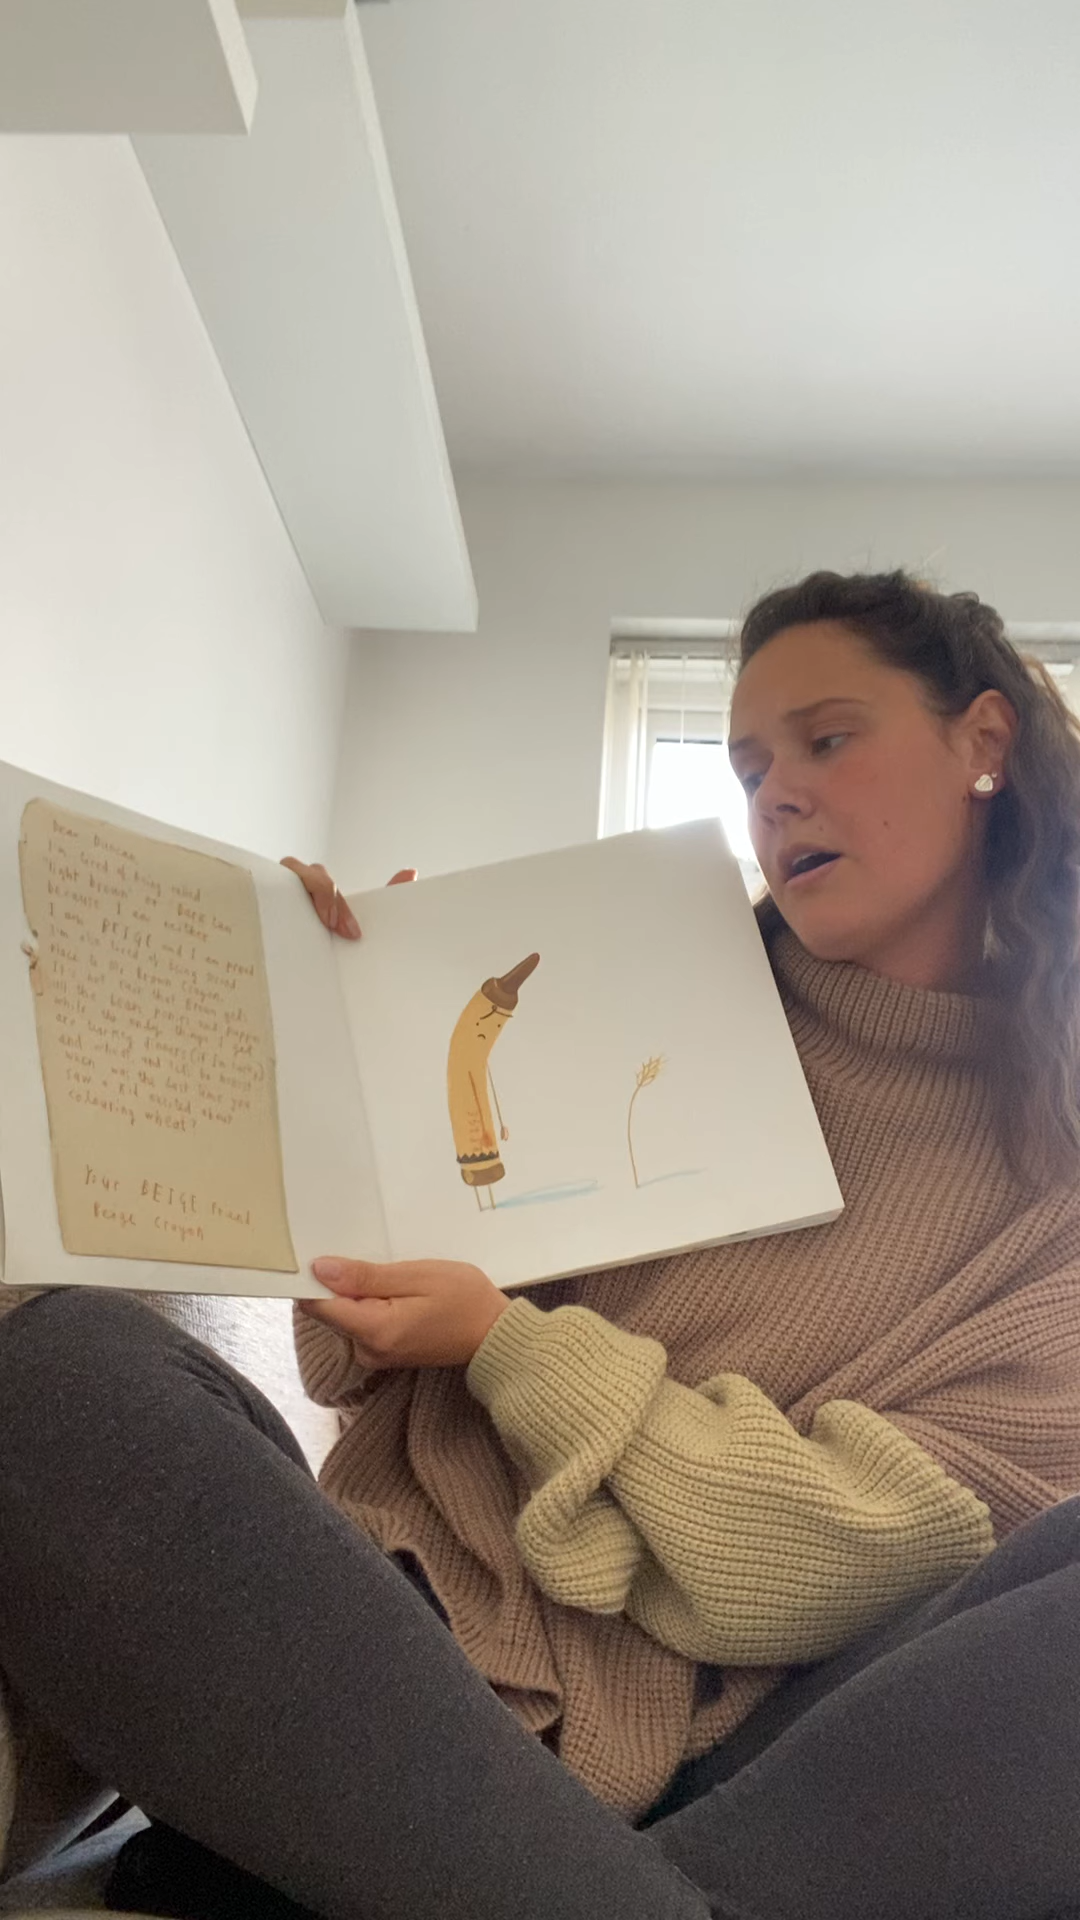 Dear Duncan,
I'm tired of being called
"light brown" or "dark tan"
because I am neither.
I am BEIGE and I am proud
I'm also tired of being second
place to Mr Brown Crayon.
It's not fair that Brown gets
all the bears, ponies and puppies
while the only things I get
are turkey dinners (if I'm lucky)
and wheat, and let's be honest
when was the last time you
saw a kid excited about
colouring wheat?
Your BEIGE friend,
Beige Crayon
BEIGE